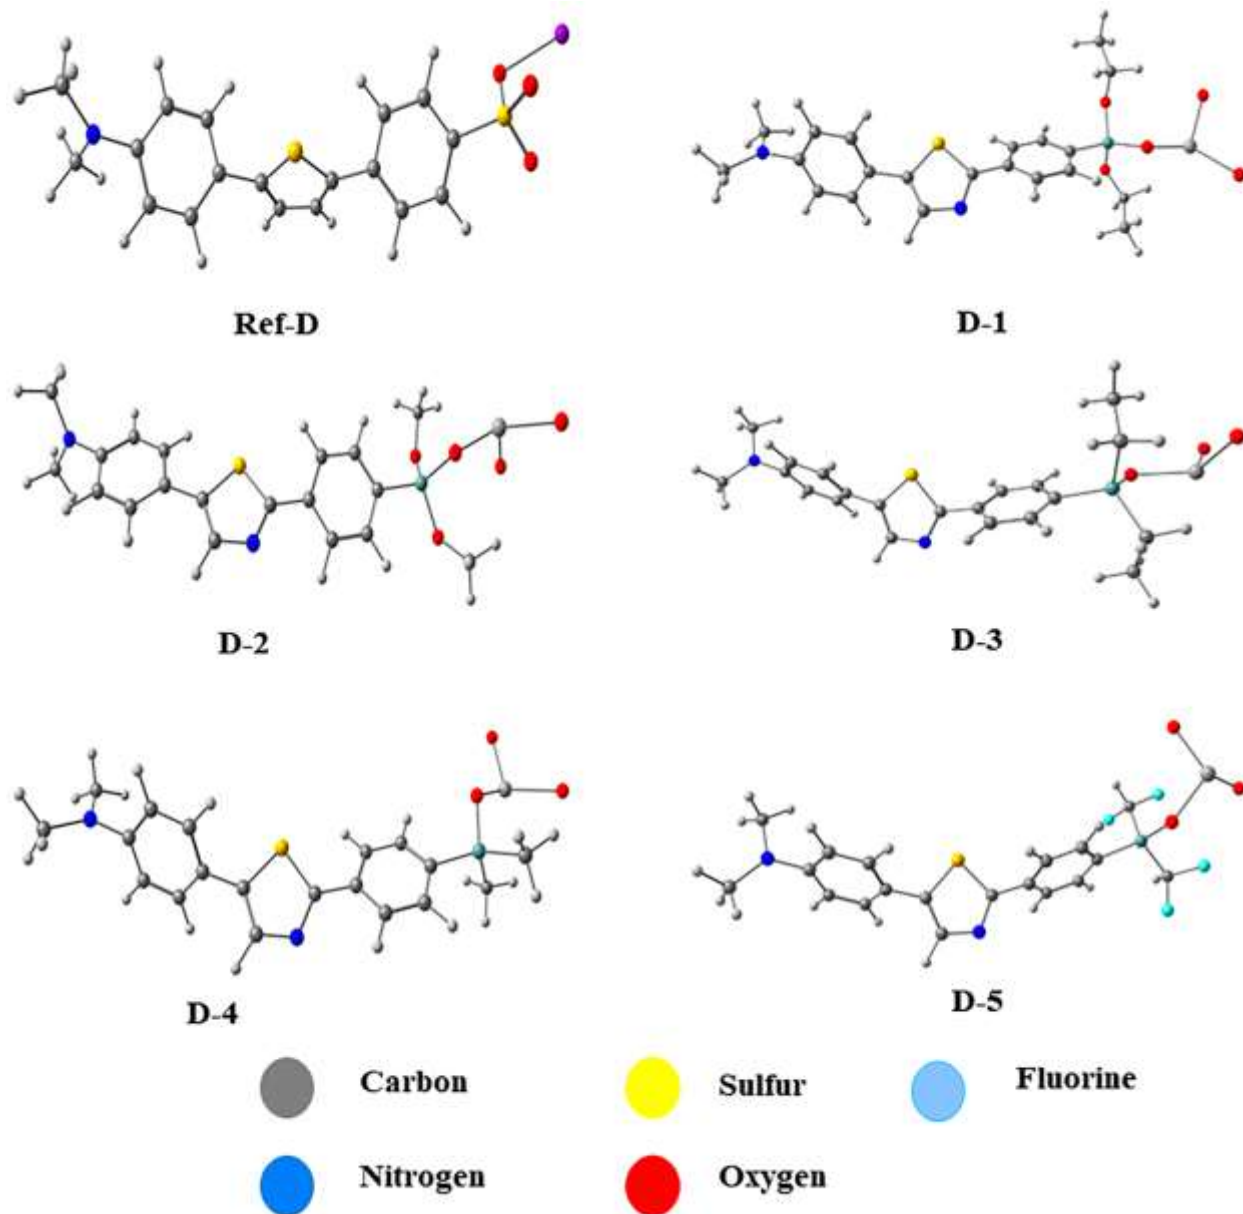 Ref-D
D-1
D-2
D-3
D-4
D-5
Carbon
Sulfur
Fluorine
Nitrogen
Oxygen